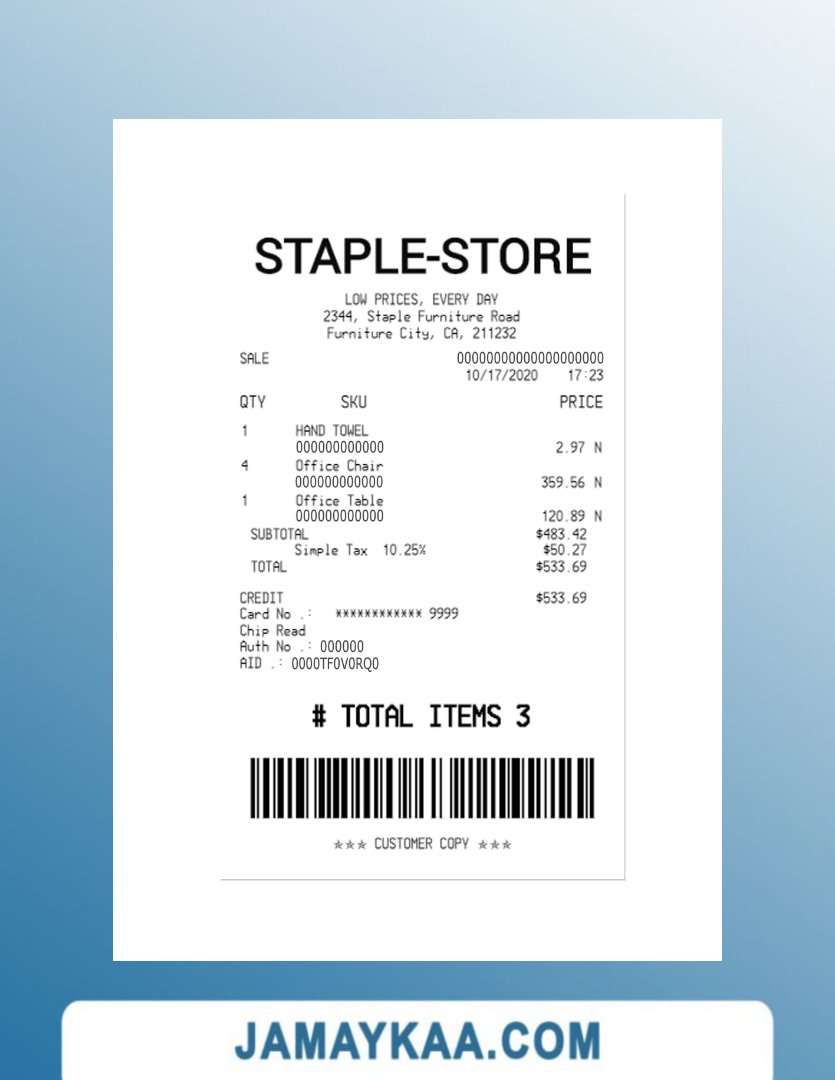 STAPLE-STORE
LOW PRICES, EVERY DAY
2344, Staple Furniture Road
Furniture City, CA, 211232
SALE 00000000000000000000
10/17/2020 17:23
QTY SKU PRICE
1 HAND TOWEL
000000000000 2.97 N
4 Office Chair
000000000000 359.56 N
1 Office Table
000000000000 120.89 N
SUBTOTAL $483.42
Simple Tax 10.25% $50.27
TOTAL $533.69
CREDIT $533.69
Card No .: ************ 9999
Chip Read
Auth No .: 000000
AID .: 0000TF0V0RQ0
# TOTAL ITEMS 3
*** CUSTOMER COPY ***
JAMAYKAA.COM